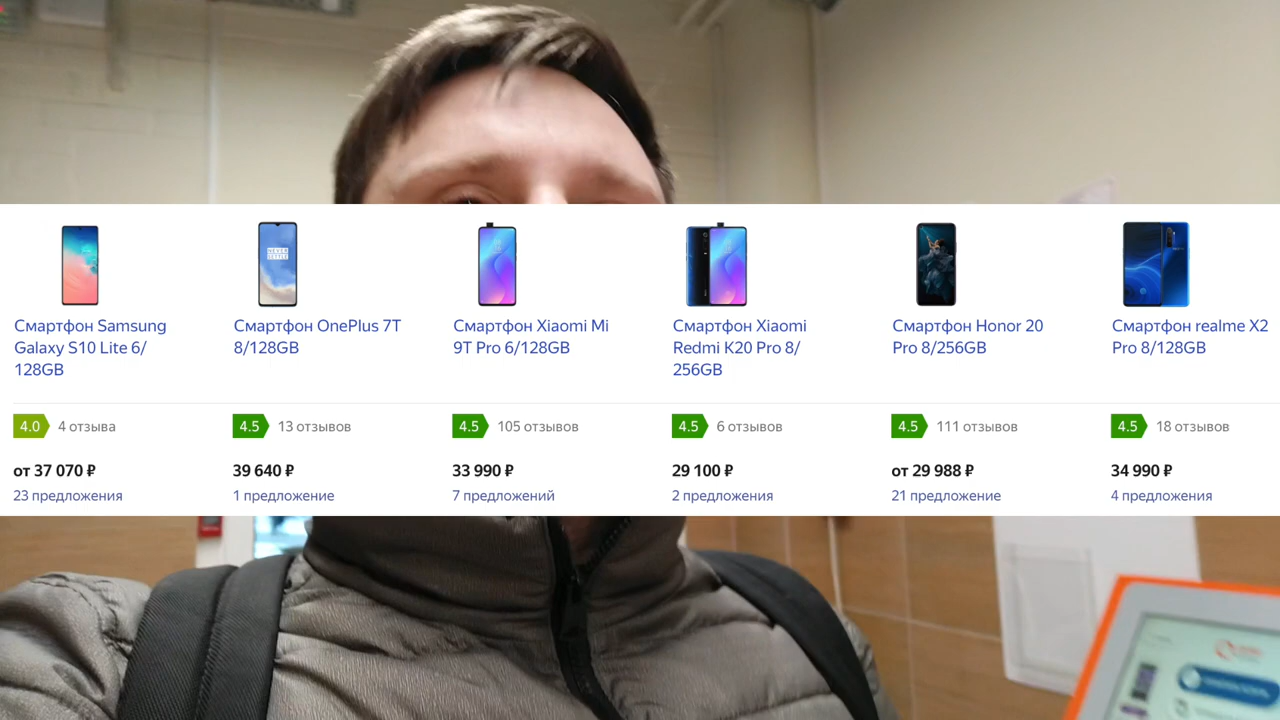 Смартфон Samsung
Galaxy S10 Lite 6/
128GB
4.0 4 отзыва
от 37 070 ₽
23 предложения
Смартфон OnePlus 7T
8/128GB
4.5 13 отзывов
39 640 ₽
1 предложение
Смартфон Xiaomi Mi
9T Pro 6/128GB
4.5 105 отзывов
33 990 ₽
7 предложений
Смартфон Xiaomi
Redmi K20 Pro 8/
256GB
4.5 6 отзывов
29 100 ₽
2 предложения
Смартфон Honor 20
Pro 8/256GB
4.5 111 отзывов
от 29 988 ₽
21 предложение
Смартфон realme X2
Pro 8/128GB
4.5 18 отзывов
34 990 ₽
4 предложения